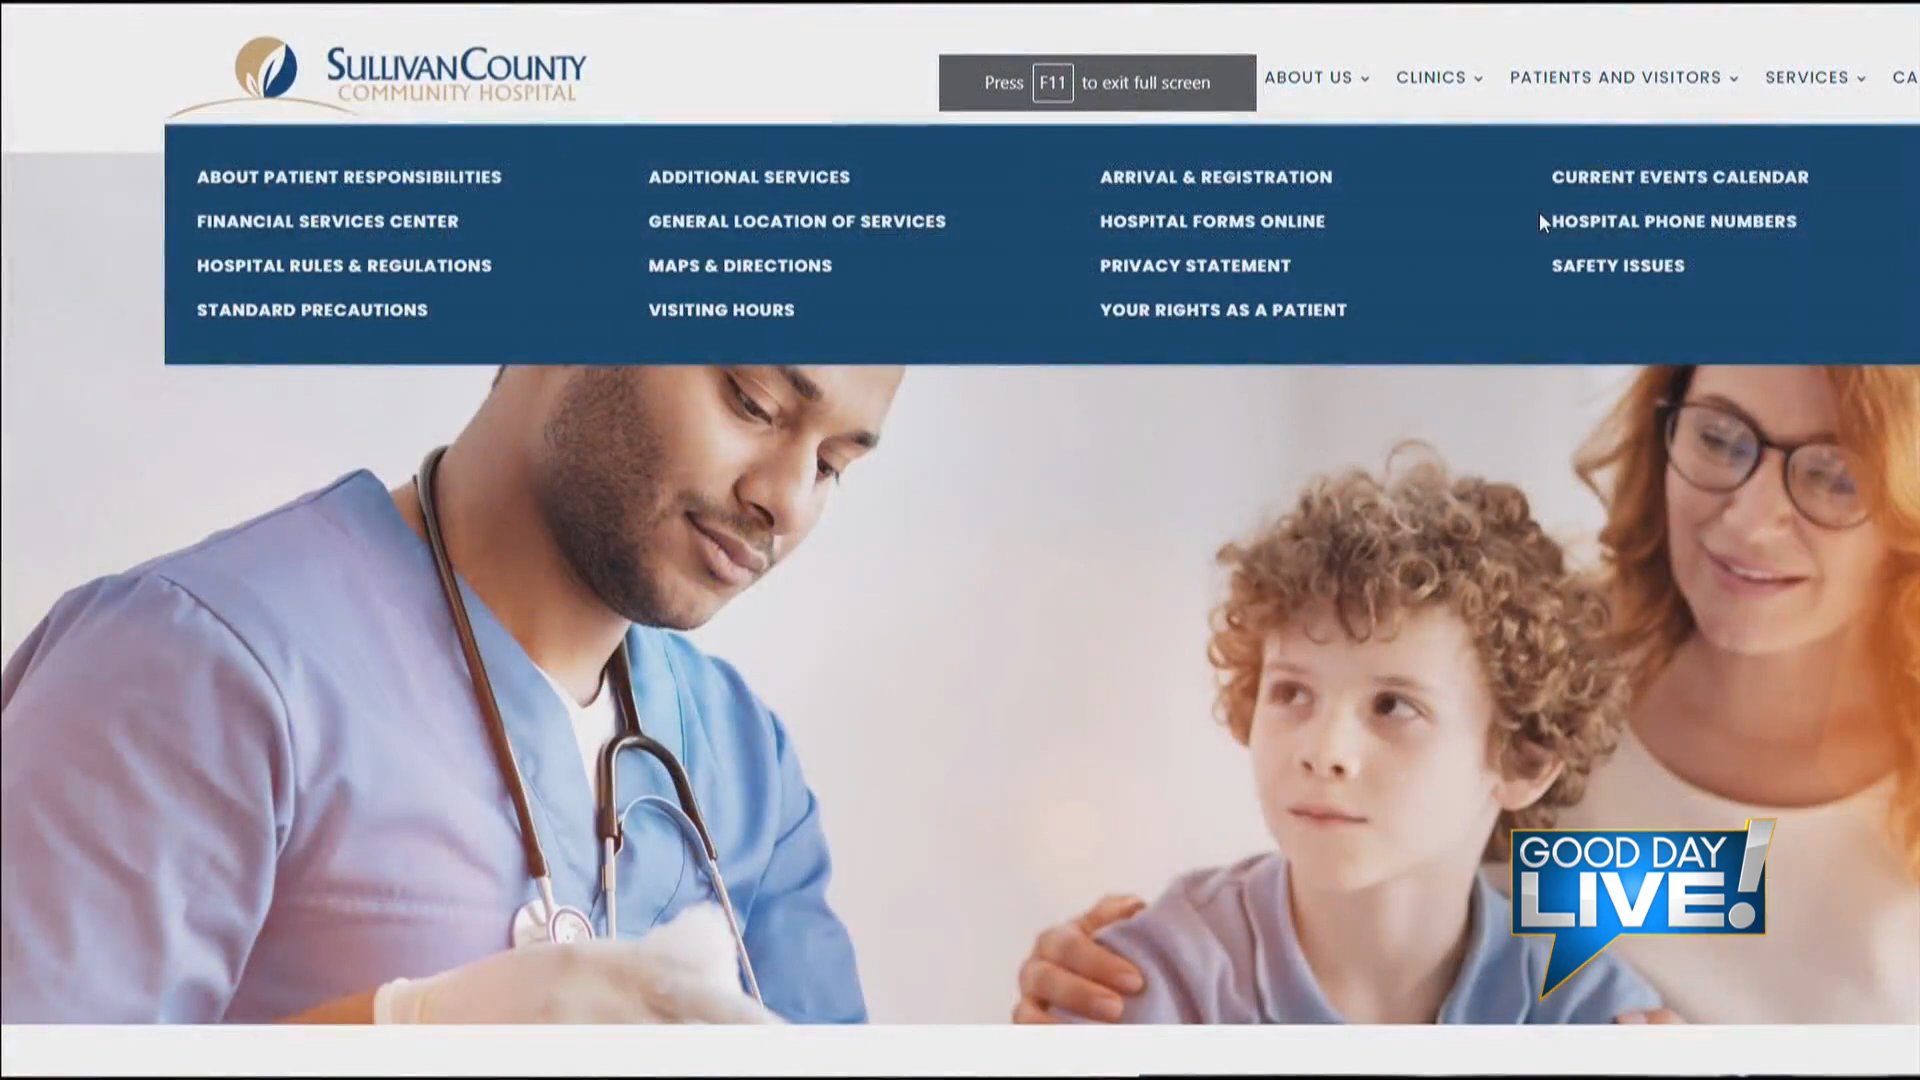 SULLIVAN COUNTY
COMMUNITY HOSPITAL
Press F11 to exit full screen
ABOUT US
CLINICS
PATIENTS AND VISITORS
SERVICES
CA
ABOUT PATIENT RESPONSIBILITIES
FINANCIAL SERVICES CENTER
HOSPITAL RULES & REGULATIONS
STANDARD PRECAUTIONS
ADDITIONAL SERVICES
GENERAL LOCATION OF SERVICES
MAPS & DIRECTIONS
VISITING HOURS
ARRIVAL & REGISTRATION
HOSPITAL FORMS ONLINE
PRIVACY STATEMENT
YOUR RIGHTS AS A PATIENT
CURRENT EVENTS CALENDAR
HOSPITAL PHONE NUMBERS
SAFETY ISSUES
GOOD DAY
LIVE!